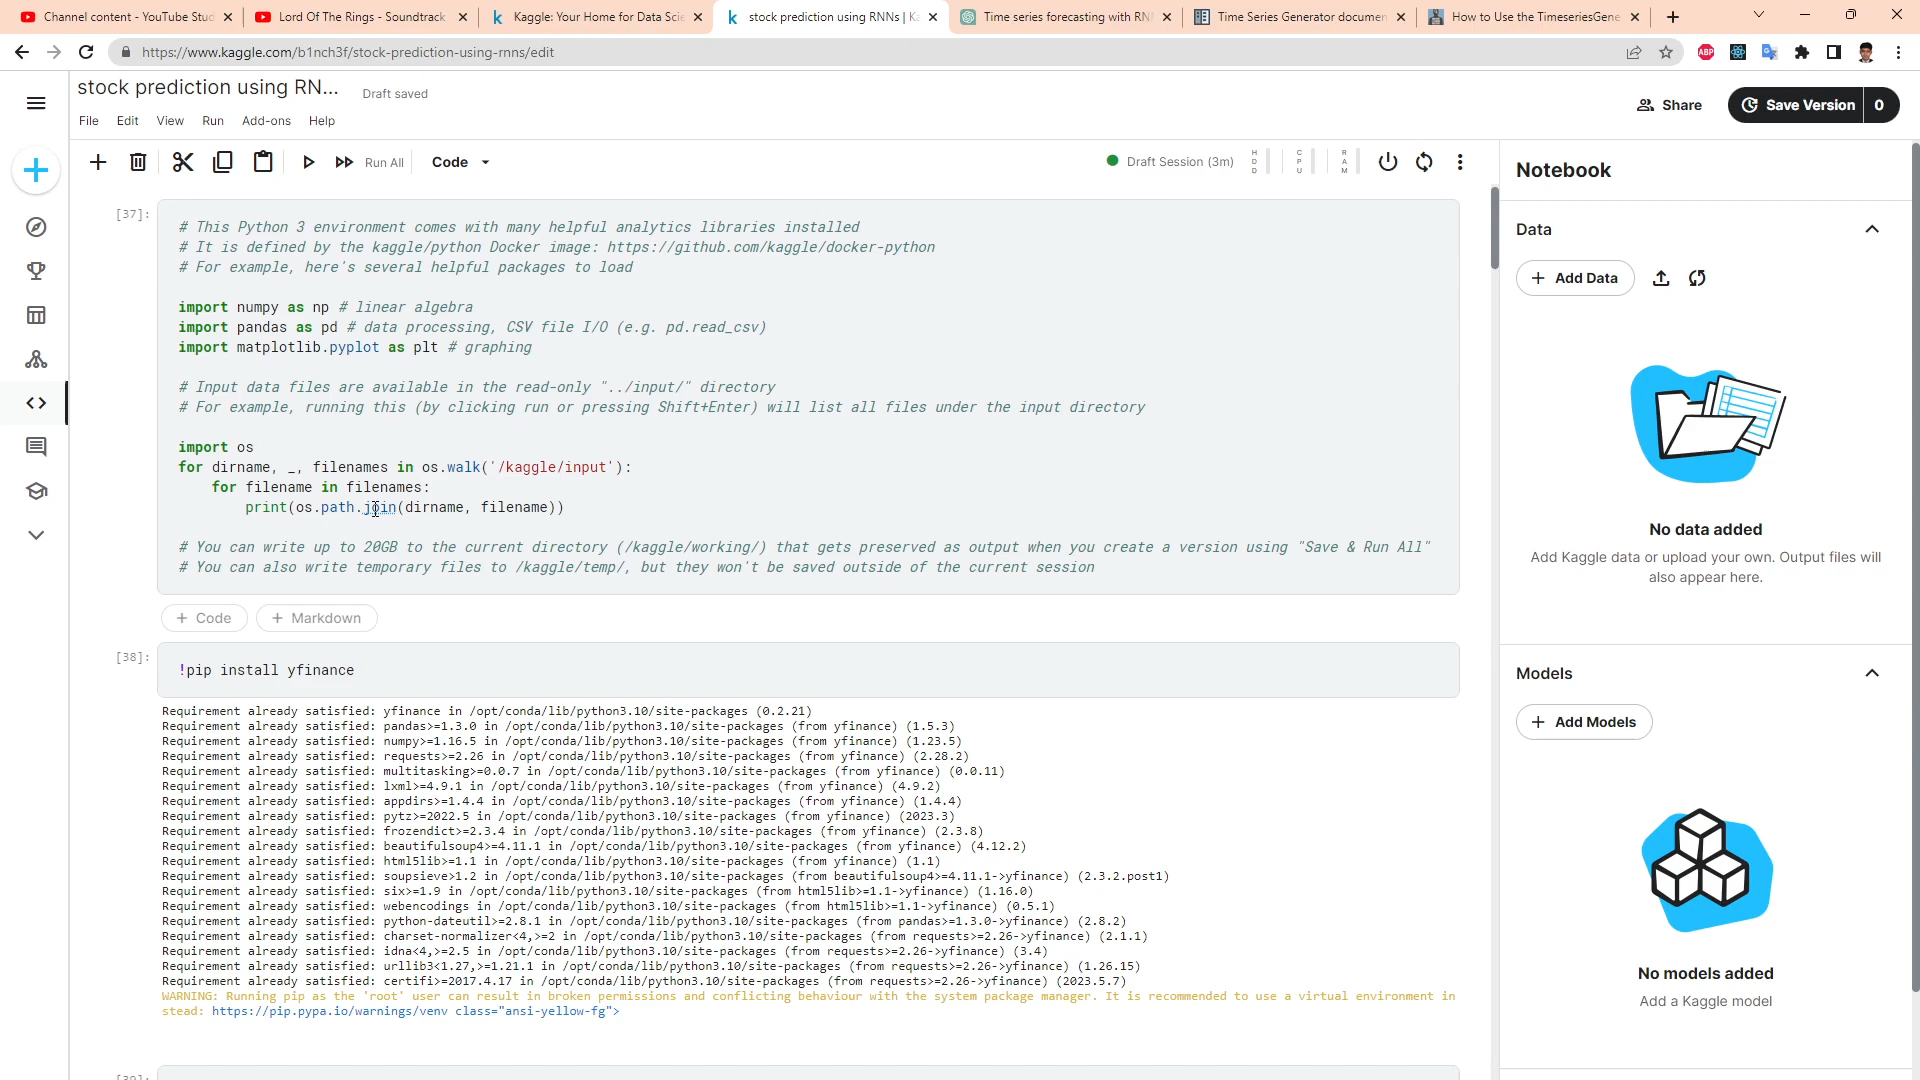 Channel content - YouTube Stud
Lord Of The Rings - Soundtrack
Kaggle: Your Home for Data Scie
stock prediction using RNNs | Ka
Time series forecasting with RN
Time Series Generator documen
How to Use the TimeseriesGene
https://www.kaggle.com/b1nch3f/stock-prediction-using-rnns/edit
ABP
stock prediction using RN...
Draft saved
Share
Save Version
0
File Edit View Run Add-ons Help
Run All
Code
Draft Session (3m)
HDD
CPU
RAM
[37]:
# This Python 3 environment comes with many helpful analytics libraries installed
# It is defined by the kaggle/python Docker image: https://github.com/kaggle/docker-python
# For example, here's several helpful packages to load
import numpy as np # linear algebra
import pandas as pd # data processing, CSV file I/O (e.g. pd.read_csv)
import matplotlib.pyplot as plt # graphing
# Input data files are available in the read-only "../input/" directory
# For example, running this (by clicking run or pressing Shift+Enter) will list all files under the input directory
import os
for dirname, _, filenames in os.walk('/kaggle/input'):
for filename in filenames:
print(os.path.join(dirname, filename))
# You can write up to 20GB to the current directory (/kaggle/working/) that gets preserved as output when you create a version using "Save & Run All"
# You can also write temporary files to /kaggle/temp/, but they won't be saved outside of the current session
+ Code
+ Markdown
[38]:
!pip install yfinance
Requirement already satisfied: yfinance in /opt/conda/lib/python3.10/site-packages (0.2.21)
Requirement already satisfied: pandas>=1.3.0 in /opt/conda/lib/python3.10/site-packages (from yfinance) (1.5.3)
Requirement already satisfied: numpy>=1.16.5 in /opt/conda/lib/python3.10/site-packages (from yfinance) (1.23.5)
Requirement already satisfied: requests>=2.26 in /opt/conda/lib/python3.10/site-packages (from yfinance) (2.28.2)
Requirement already satisfied: multitasking>=0.0.7 in /opt/conda/lib/python3.10/site-packages (from yfinance) (0.0.11)
Requirement already satisfied: lxml>=4.9.1 in /opt/conda/lib/python3.10/site-packages (from yfinance) (4.9.2)
Requirement already satisfied: appdirs>=1.4.4 in /opt/conda/lib/python3.10/site-packages (from yfinance) (1.4.4)
Requirement already satisfied: pytz>=2022.5 in /opt/conda/lib/python3.10/site-packages (from yfinance) (2023.3)
Requirement already satisfied: frozendict>=2.3.4 in /opt/conda/lib/python3.10/site-packages (from yfinance) (2.3.8)
Requirement already satisfied: beautifulsoup4>=4.11.1 in /opt/conda/lib/python3.10/site-packages (from yfinance) (4.12.2)
Requirement already satisfied: html5lib>=1.1 in /opt/conda/lib/python3.10/site-packages (from yfinance) (1.1)
Requirement already satisfied: soupsieve>1.2 in /opt/conda/lib/python3.10/site-packages (from beautifulsoup4>=4.11.1->yfinance) (2.3.2.post1)
Requirement already satisfied: six>=1.9 in /opt/conda/lib/python3.10/site-packages (from html5lib>=1.1->yfinance) (1.16.0)
Requirement already satisfied: webencodings in /opt/conda/lib/python3.10/site-packages (from html5lib>=1.1->yfinance) (0.5.1)
Requirement already satisfied: python-dateutil>=2.8.1 in /opt/conda/lib/python3.10/site-packages (from pandas>=1.3.0->yfinance) (2.8.2)
Requirement already satisfied: charset-normalizer<4,>=2 in /opt/conda/lib/python3.10/site-packages (from requests>=2.26->yfinance) (2.1.1)
Requirement already satisfied: idna<4,>=2.5 in /opt/conda/lib/python3.10/site-packages (from requests>=2.26->yfinance) (3.4)
Requirement already satisfied: urllib3<1.27,>=1.21.1 in /opt/conda/lib/python3.10/site-packages (from requests>=2.26->yfinance) (1.26.15)
Requirement already satisfied: certifi>=2017.4.17 in /opt/conda/lib/python3.10/site-packages (from requests>=2.26->yfinance) (2023.5.7)
WARNING: Running pip as the 'root' user can result in broken permissions and conflicting behaviour with the system package manager. It is recommended to use a virtual environment in
stead: https://pip.pypa.io/warnings/venv class="ansi-yellow-fg">
[39]:
Notebook
Data
+ Add Data
No data added
Add Kaggle data or upload your own. Output files will
also appear here.
Models
+ Add Models
No models added
Add a Kaggle model